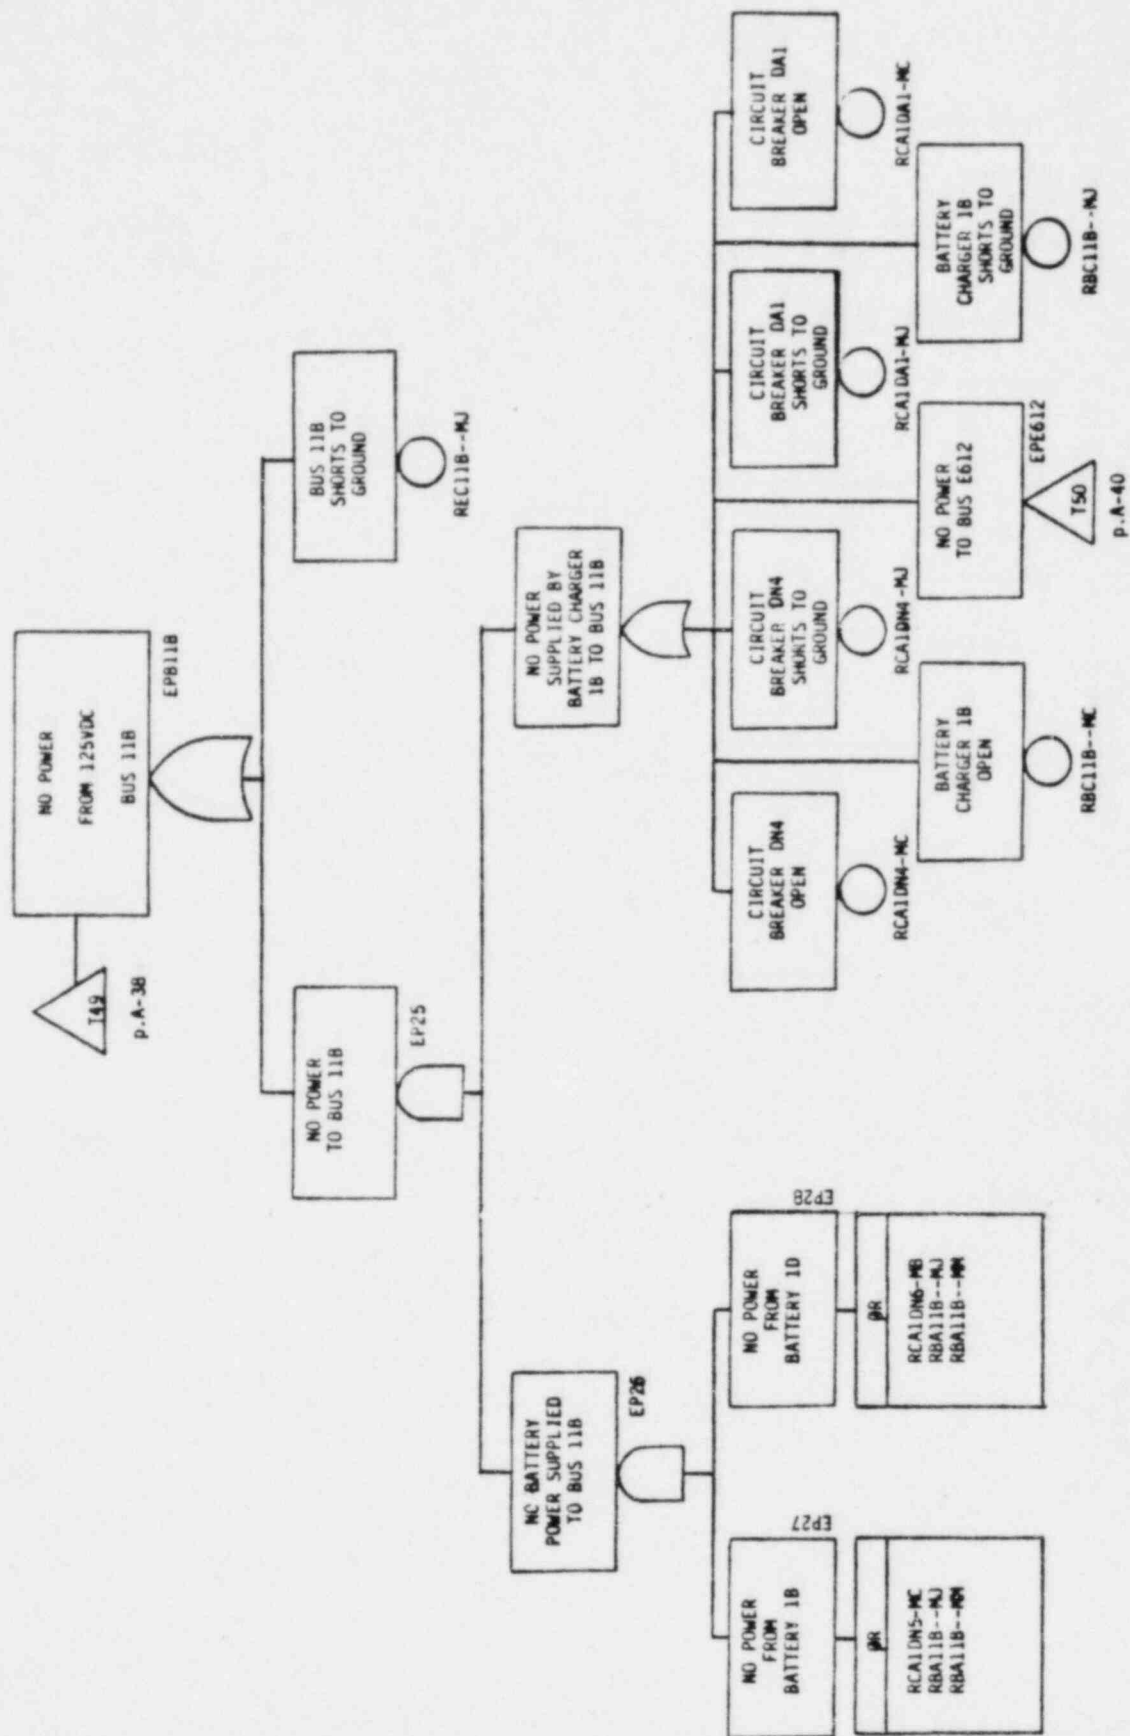 NO POWER
FROM 125VDC
BUS 11B
EPB11B
149
p.A-38
NO POWER
TO BUS 11B
EP25
BUS 11B
SHORTS TO
GROUND
REC11B--MJ
NC BATTERY
POWER SUPPLIED
TO BUS 11B
EP26
NO POWER
SUPPLIED BY
BATTERY CHARGER
1B TO BUS 11B
NO POWER
FROM
BATTERY 1B
EP27
OR
RCA1DN5-MC
RBA11B--MJ
RBA11B--MM
NO POWER
FROM
BATTERY 1D
EP28
OR
RCA1DN6-MB
RBA11B--MJ
RBA11B--MM
CIRCUIT
BREAKER DN4
OPEN
RCA1DN4-MC
BATTERY
CHARGER 1B
OPEN
RBC11B--MC
CIRCUIT
BREAKER DN4
SHORTS TO
GROUND
RCA1DN4-MJ
NO POWER
TO BUS E612
EPE612
T50
p.A-40
CIRCUIT
BREAKER DA1
SHORTS TO
GROUND
RCA1DA1-MJ
BATTERY
CHARGER 1B
SHORTS TO
GROUND
RBC11B--MJ
CIRCUIT
BREAKER DA1
OPEN
RCA1DA1-MC